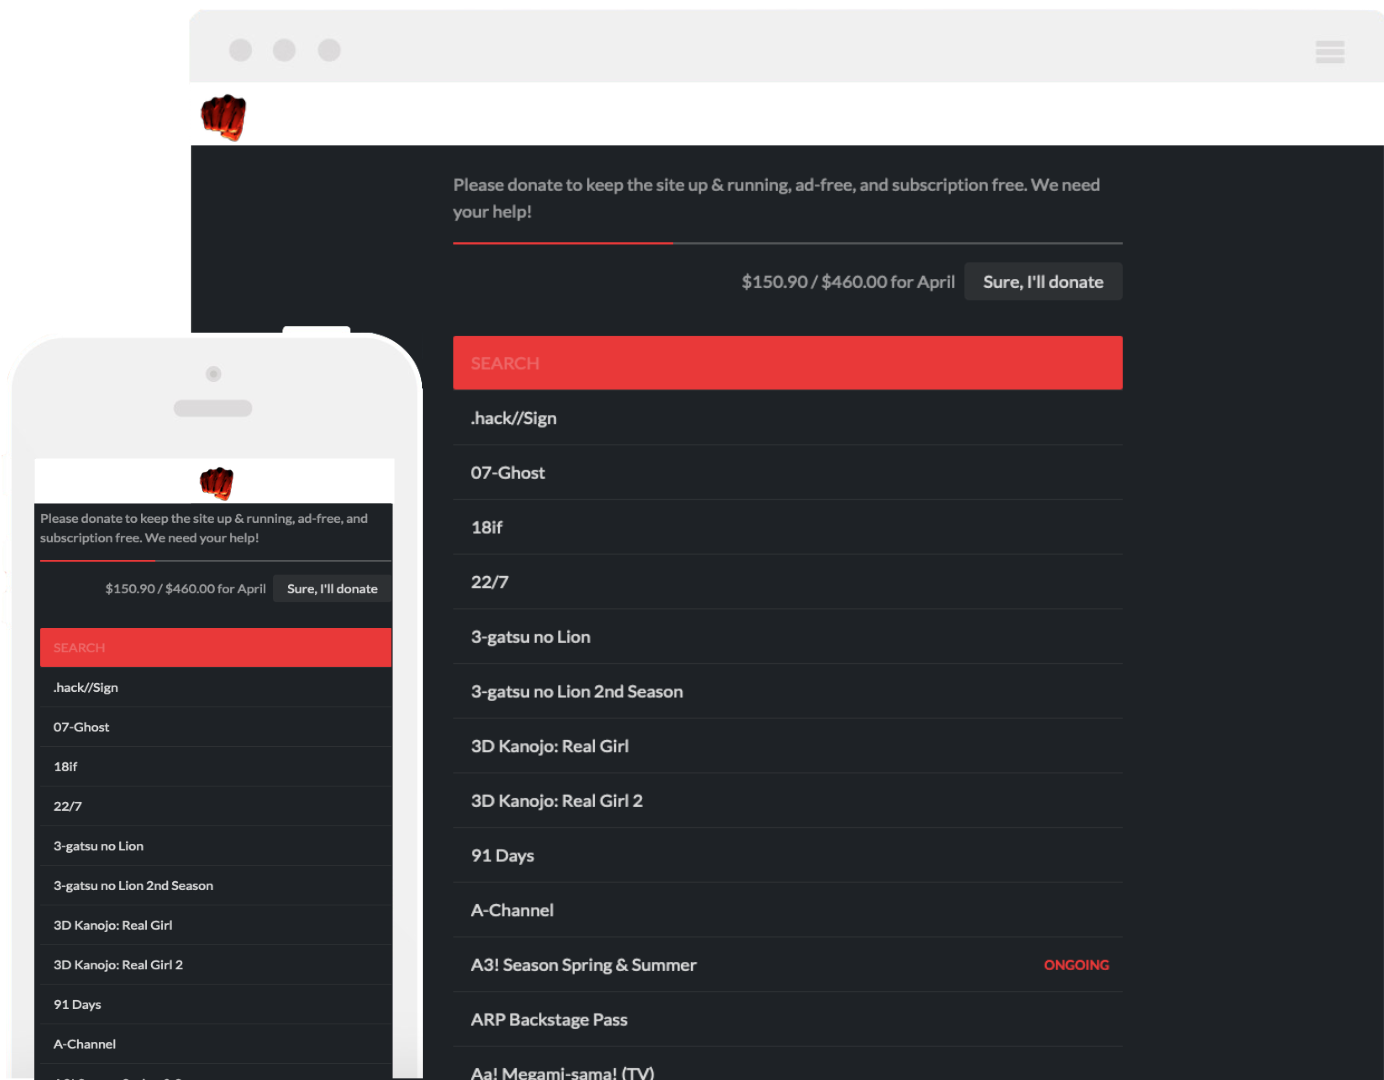 Please donate to keep the site up & running, ad-free, and subscription free. We need
your help!
$150.90 / $460.00 for April
Sure, I'll donate
SEARCH
.hack//Sign
07-Ghost
18if
22/7
3-gatsu no Lion
3-gatsu no Lion 2nd Season
3D Kanojo: Real Girl
3D Kanojo: Real Girl 2
91 Days
A-Channel
A3! Season Spring & Summer
ONGOING
ARP Backstage Pass
Aa! Megami-sama! (TV)
Please donate to keep the site up & running, ad-free, and
subscription free. We need your help!
$150.90 / $460.00 for April
Sure, I'll donate
SEARCH
.hack//Sign
07-Ghost
18if
22/7
3-gatsu no Lion
3-gatsu no Lion 2nd Season
3D Kanojo: Real Girl
3D Kanojo: Real Girl 2
91 Days
A-Channel